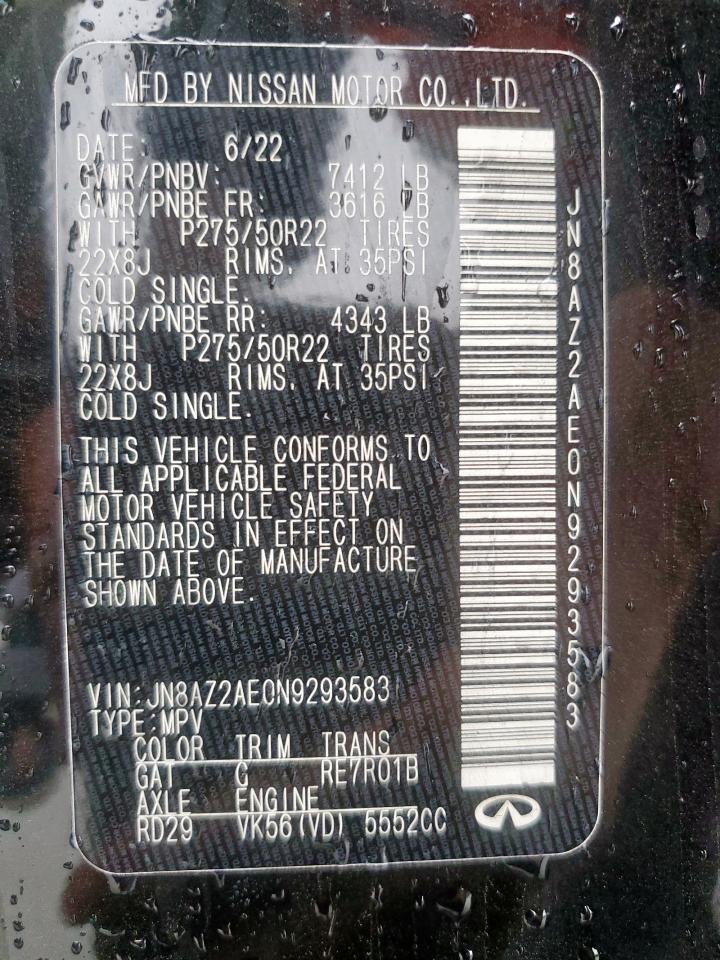 MFD BY NISSAN MOTOR CO.,LTD.
DATE: 6/22
GVWR/PNBV: 7412 LB
GAWR/PNBE FR: 3616 LB
WITH P275/50R22 TIRES
22X8J RIMS, AT 35PSI
COLD SINGLE.
GAWR/PNBE RR: 4343 LB
WITH P275/50R22 TIRES
22X8J RIMS, AT 35PSI
COLD SINGLE.
THIS VEHICLE CONFORMS TO
ALL APPLICABLE FEDERAL
MOTOR VEHICLE SAFETY
STANDARDS IN EFFECT ON
THE DATE OF MANUFACTURE
SHOWN ABOVE.
VIN:JN8AZ2AE0N9293583
TYPE:MPV
COLOR TRIM TRANS
GAT G RE7R01B
AXLE ENGINE
RD29 VK56(VD) 5552CC
JN8AZ2AE0N9293583